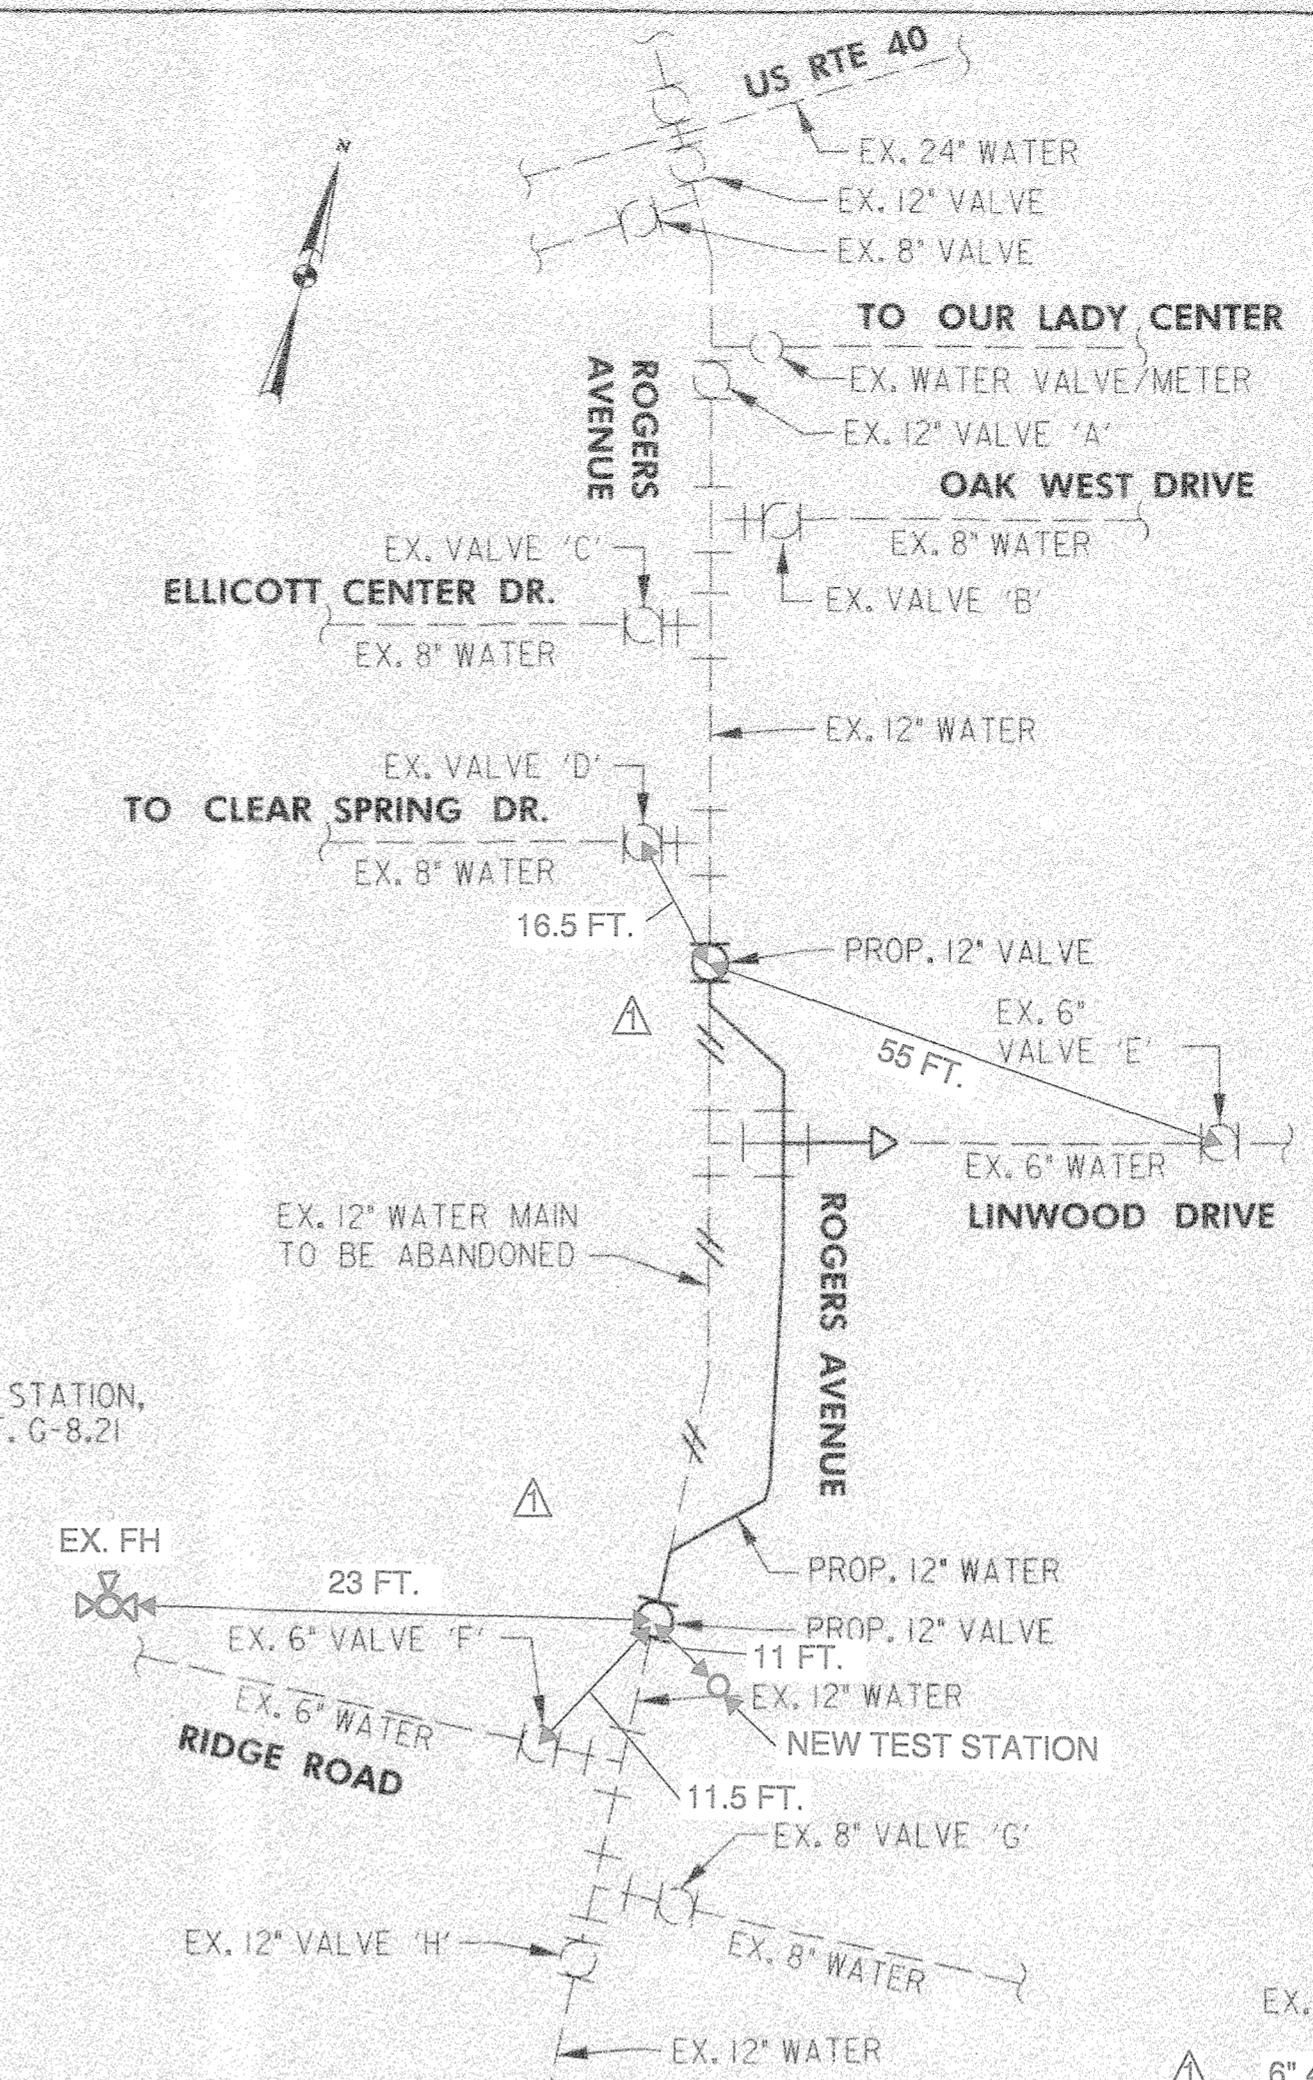 US RTE 40
N
EX. 24" WATER
EX. 12" VALVE
EX. 8" VALVE
TO OUR LADY CENTER
EX. WATER VALVE/METER
ROGERS
AVENUE
EX. 12" VALVE 'A'
OAK WEST DRIVE
EX. 8" WATER
EX. VALVE 'C'
ELLICOTT CENTER DR.
EX. VALVE 'B'
EX. 8" WATER
EX. 12" WATER
EX. VALVE 'D'
TO CLEAR SPRING DR.
EX. 8" WATER
16.5 FT.
PROP. 12" VALVE
1
EX. 6"
VALVE 'E'
55 FT.
EX. 6" WATER
LINWOOD DRIVE
EX. 12" WATER MAIN
TO BE ABANDONED
ROGERS AVENUE
STATION,
. G-8.21
1
EX. FH
23 FT.
PROP. 12" WATER
EX. 6" VALVE 'F'
PROP. 12" VALVE
11 FT.
EX. 6" WATER
EX. 12" WATER
RIDGE ROAD
NEW TEST STATION
11.5 FT.
EX. 8" VALVE 'G'
EX. 12" VALVE 'H'
EX. 8" WATER
EX.
EX. 12" WATER
1
6"